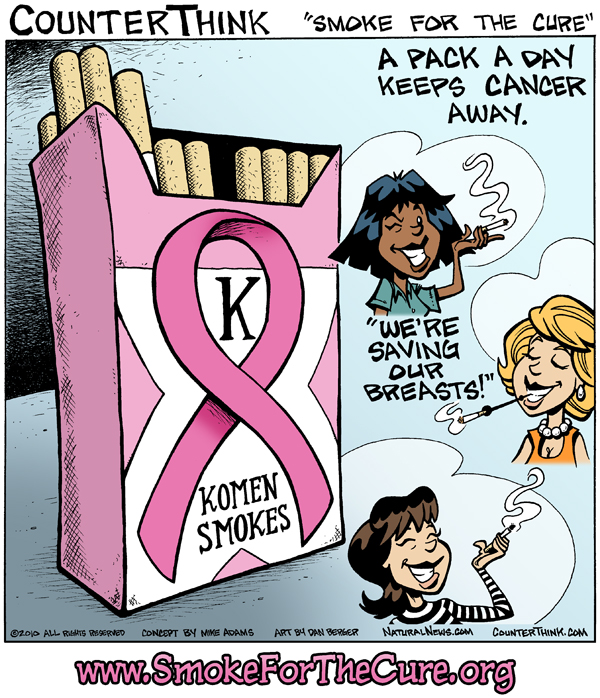 COUNTERTHINK "SMOKE FOR THE CURE"
A PACK A DAY
KEEPS CANCER
AWAY.
"WE'RE
SAVING
OUR
BREASTS!"
K
KOMEN
SMOKES
©2010 ALL RIGHTS RESERVED CONCEPT BY MIKE ADAMS ART BY DAN BERGER NATURALNEWS.COM COUNTERTHINK.COM
www.SmokeForTheCure.org